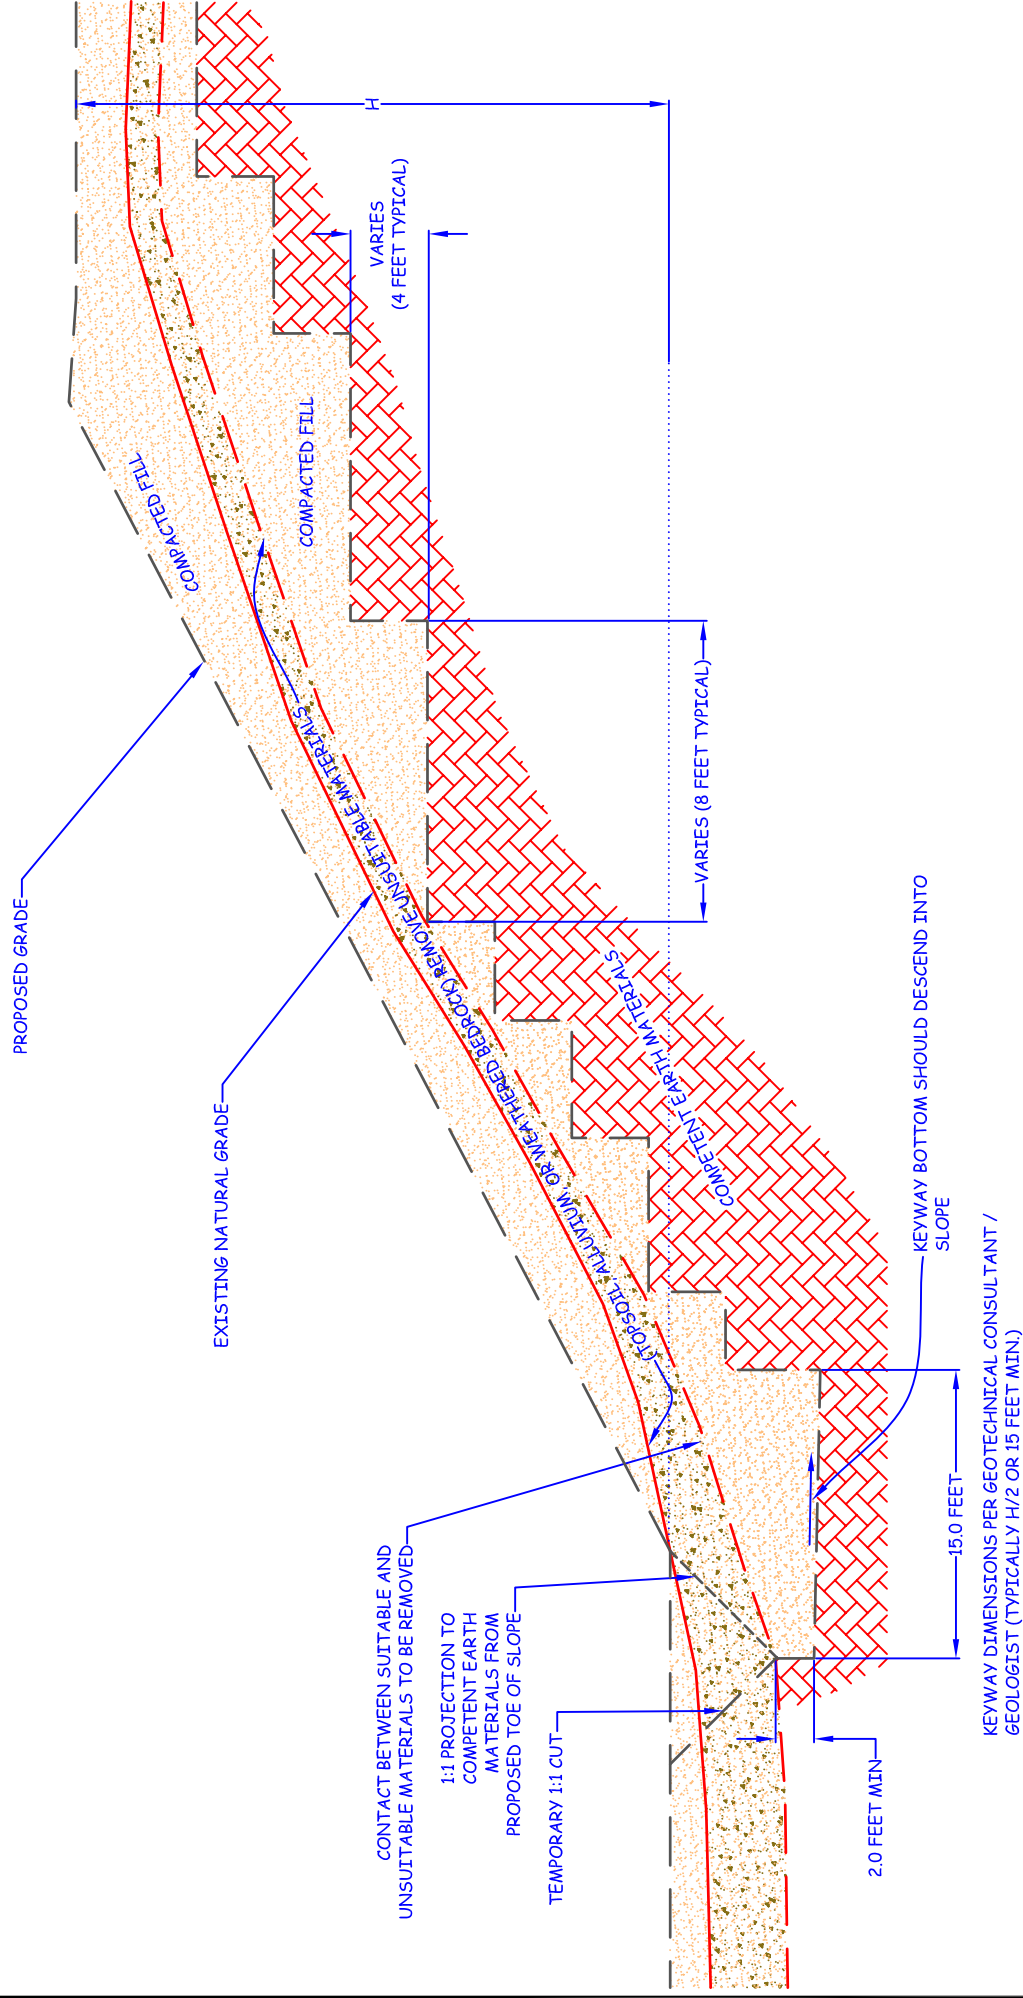 PROPOSED GRADE
EXISTING NATURAL GRADE
COMPACTED FILL
COMPACTED FILL
H
VARIES
(4 FEET TYPICAL)
VARIES (8 FEET TYPICAL)
REMOVE UNSUITABLE MATERIALS
(TOPSOIL, ALLUVIUM, OR WEATHERED BEDROCK)
COMPETENT EARTH MATERIALS
CONTACT BETWEEN SUITABLE AND
UNSUITABLE MATERIALS TO BE REMOVED
1:1 PROJECTION TO
COMPETENT EARTH
MATERIALS FROM
PROPOSED TOE OF SLOPE
TEMPORARY 1:1 CUT
2.0 FEET MIN
15.0 FEET
KEYWAY BOTTOM SHOULD DESCEND INTO
SLOPE
KEYWAY DIMENSIONS PER GEOTECHNICAL CONSULTANT /
GEOLOGIST (TYPICALLY H/2 OR 15 FEET MIN.)